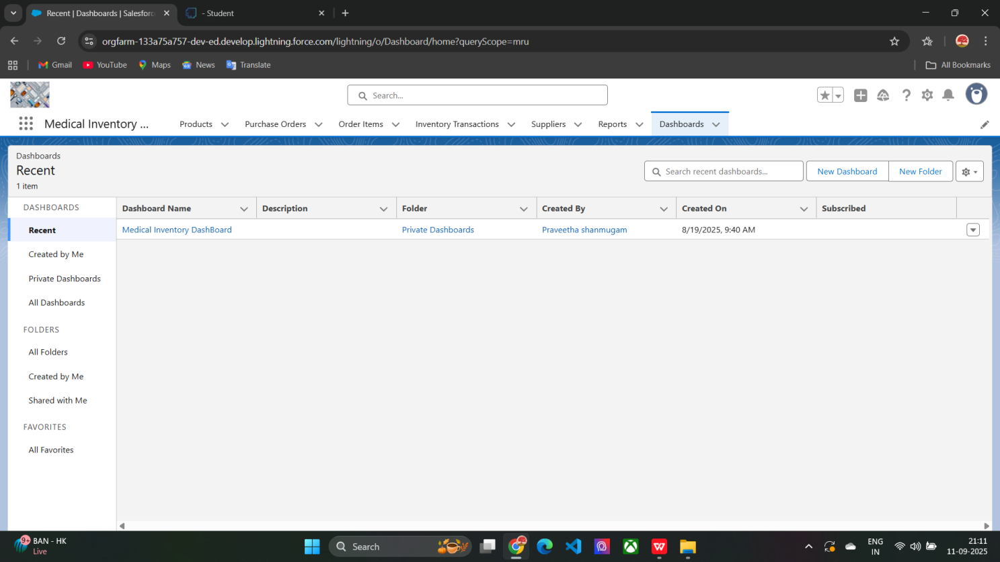 Recent | Dashboards | Salesforc
- Student
orgfarm-133a75a757-dev-ed.develop.lightning.force.com/lightning/o/Dashboard/home?queryScope=mru
Gmail
YouTube
Maps
News
Translate
All Bookmarks
Search...
Medical Inventory ...
Products
Purchase Orders
Order Items
Inventory Transactions
Suppliers
Reports
Dashboards
Dashboards
Recent
1 item
Search recent dashboards...
New Dashboard
New Folder
DASHBOARDS
Recent
Created by Me
Private Dashboards
All Dashboards
FOLDERS
All Folders
Created by Me
Shared with Me
FAVORITES
All Favorites
Dashboard Name
Description
Folder
Created By
Created On
Subscribed
Medical Inventory DashBoard
Private Dashboards
Praveetha shanmugam
8/19/2025, 9:40 AM
9+
BAN - HK
Live
Search
ENG
IN
21:11
11-09-2025